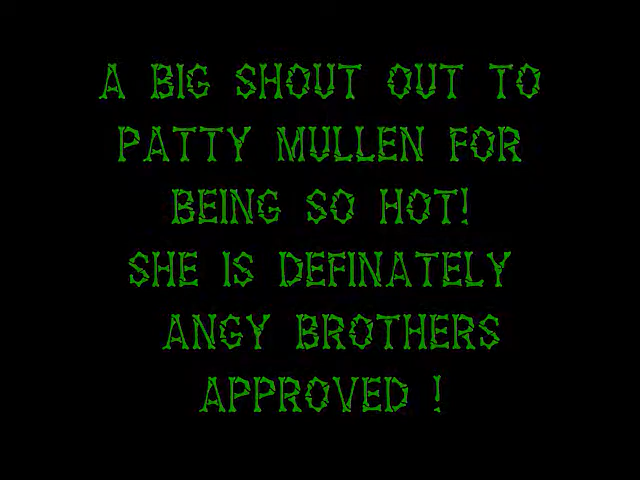 A BIG SHOUT OUT TO
PATTY MULLEN FOR
BEING SO HOT!
SHE IS DEFINATELY
ANGY BROTHERS
APPROVED !